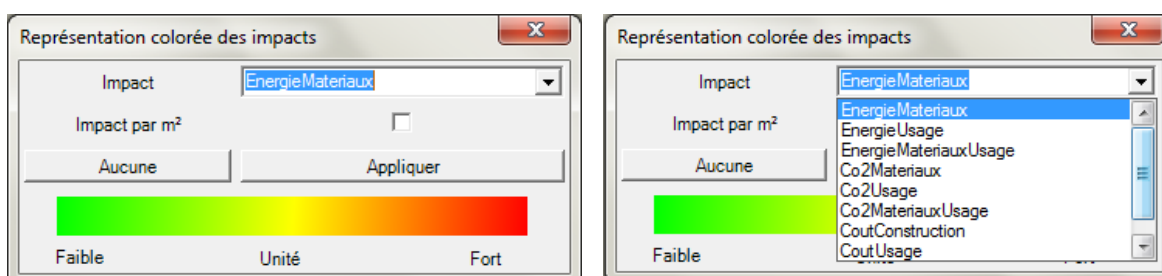 Représentation colorée des impacts
Impact EnergieMateriaux
Impact par m²
Aucune Appliquer
Faible Unité Fort
Représentation colorée des impacts
Impact EnergieMateriaux
EnergieMateriaux
Impact par m²
EnergieUsage
EnergieMateriauxUsage
Aucune
Co2Materiaux
Co2Usage
Co2MateriauxUsage
CoutConstruction
Faible
CoutUsage